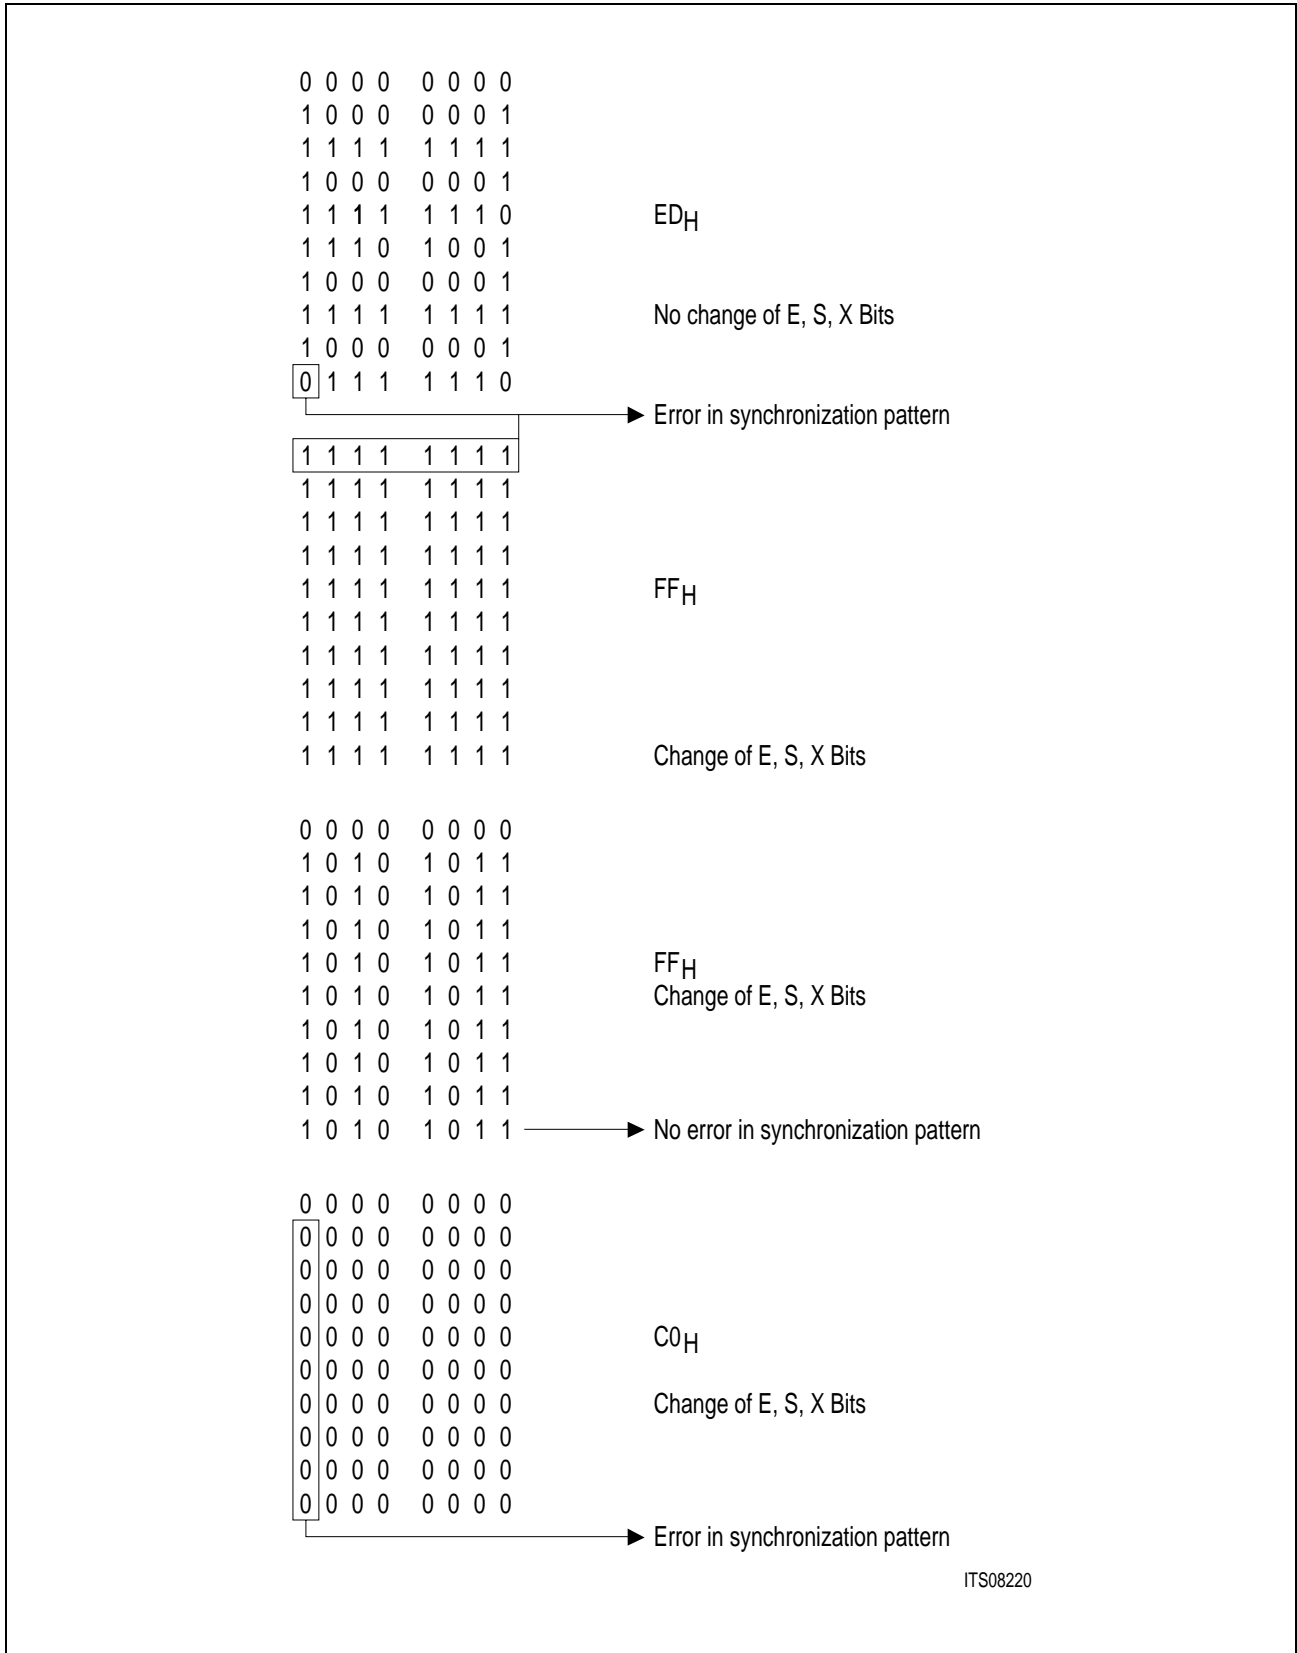 0 0 0 0 0 0 0 0
1 0 0 0 0 0 0 1
1 1 1 1 1 1 1 1
1 0 0 0 0 0 0 1
1 1 1 1 1 1 1 0 EDH
1 1 1 0 1 0 0 1
1 0 0 0 0 0 0 1
1 1 1 1 1 1 1 1 No change of E, S, X Bits
1 0 0 0 0 0 0 1
0 1 1 1 1 1 1 0
Error in synchronization pattern
1 1 1 1 1 1 1 1
1 1 1 1 1 1 1 1
1 1 1 1 1 1 1 1
1 1 1 1 1 1 1 1
1 1 1 1 1 1 1 1 FFH
1 1 1 1 1 1 1 1
1 1 1 1 1 1 1 1
1 1 1 1 1 1 1 1
1 1 1 1 1 1 1 1
1 1 1 1 1 1 1 1 Change of E, S, X Bits
0 0 0 0 0 0 0 0
1 0 1 0 1 0 1 1
1 0 1 0 1 0 1 1
1 0 1 0 1 0 1 1
1 0 1 0 1 0 1 1 FFH
1 0 1 0 1 0 1 1 Change of E, S, X Bits
1 0 1 0 1 0 1 1
1 0 1 0 1 0 1 1
1 0 1 0 1 0 1 1
1 0 1 0 1 0 1 1 No error in synchronization pattern
0 0 0 0 0 0 0 0
0 0 0 0 0 0 0 0
0 0 0 0 0 0 0 0
0 0 0 0 0 0 0 0
0 0 0 0 0 0 0 0 C0H
0 0 0 0 0 0 0 0
0 0 0 0 0 0 0 0 Change of E, S, X Bits
0 0 0 0 0 0 0 0
0 0 0 0 0 0 0 0
0 0 0 0 0 0 0 0
Error in synchronization pattern
ITS08220